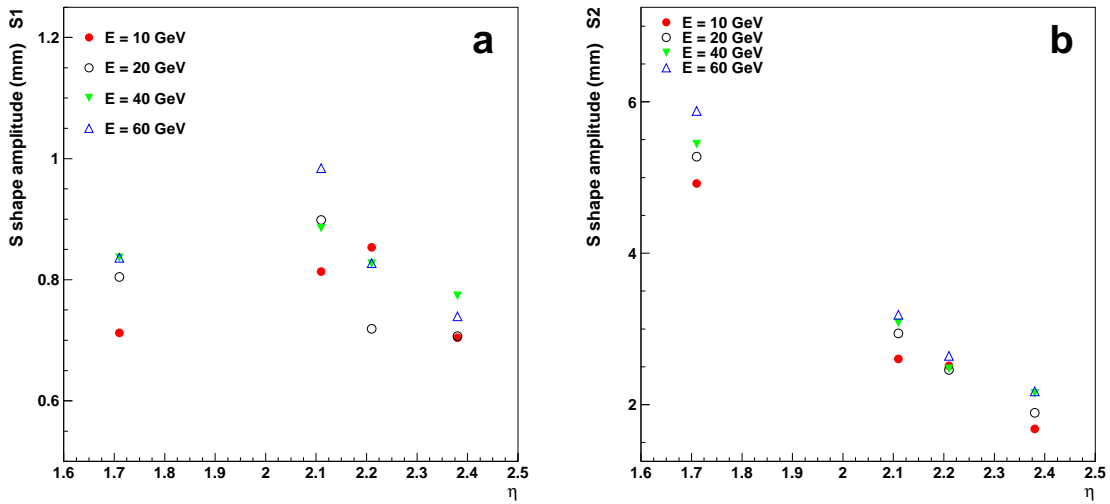 S shape amplitude (mm) S1
a
E = 10 GeV
E = 20 GeV
E = 40 GeV
E = 60 GeV
1.2
1
0.8
0.6
1.6 1.7 1.8 1.9 2 2.1 2.2 2.3 2.4 2.5
η
S shape amplitude (mm) S2
b
E = 10 GeV
E = 20 GeV
E = 40 GeV
E = 60 GeV
6
4
2
1.6 1.7 1.8 1.9 2 2.1 2.2 2.3 2.4 2.5
η